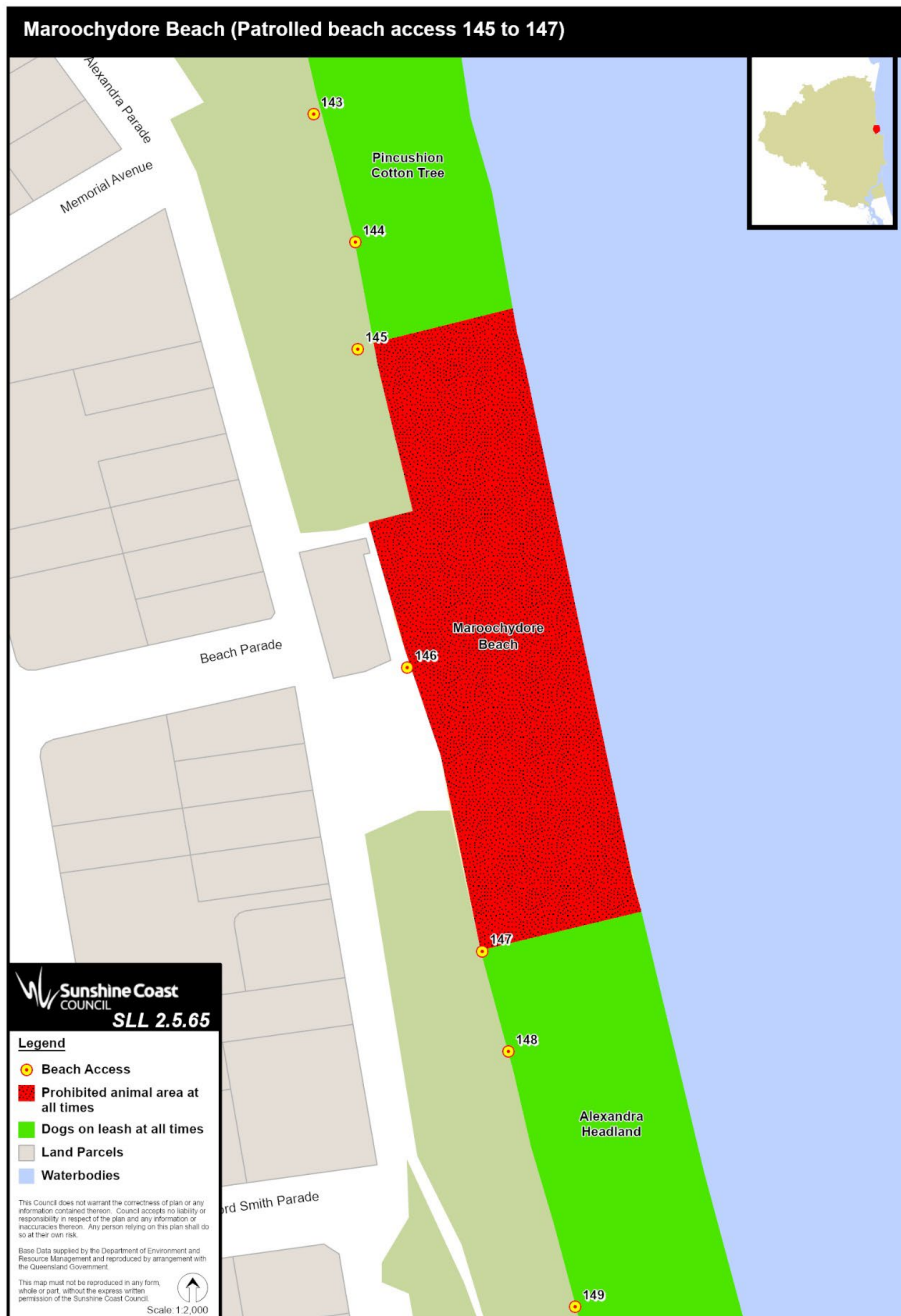 Maroochydore Beach (Patrolled beach access 145 to 147)
Alexandra Parade
Memorial Avenue
143
Pincushion
Cotton Tree
144
145
Maroochydore
Beach
Beach Parade
146
147
148
Alexandra
Headland
ord Smith Parade
149
Sunshine Coast
COUNCIL
SLL 2.5.65
Legend
Beach Access
Prohibited animal area at
all times
Dogs on leash at all times
Land Parcels
Waterbodies
This Council does not warrant the correctness of plan or any
information contained thereon. Council accepts no liability or
responsibility in respect of the plan and any information or
inaccuracies thereon. Any person relying on this plan shall do
so at their own risk.
Base Data supplied by the Department of Environment and
Resource Management and reproduced by arrangement with
the Queensland Government.
This map must not be reproduced in any form,
whole or part, without the express written
permission of the Sunshine Coast Council.
Scale: 1:2,000